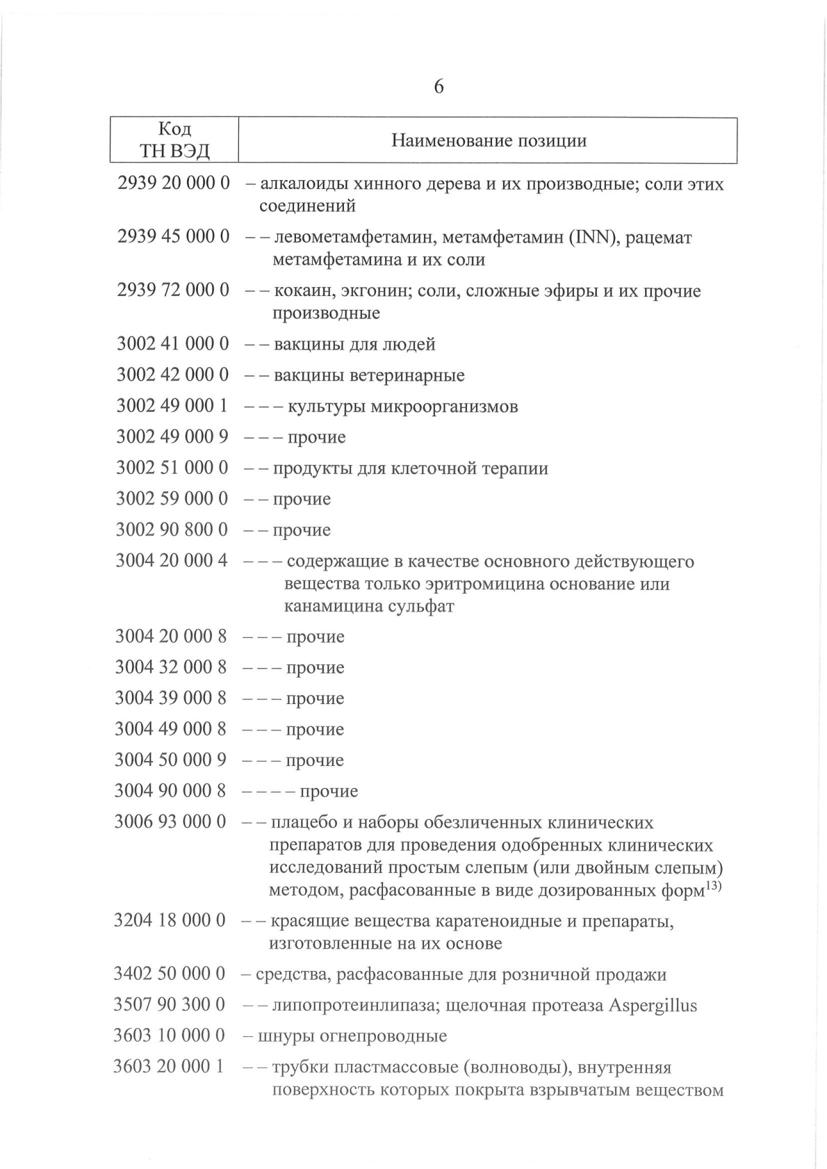 6
Код
ТН ВЭД
Наименование позиции
2939 20 000 0 – алкалоиды хинного дерева и их производные; соли этих
соединений
2939 45 000 0 – – левометамфетамин, метамфетамин (INN), рацемат
метамфетамина и их соли
2939 72 000 0 – – кокаин, экгонин; соли, сложные эфиры и их прочие
производные
3002 41 000 0 – – вакцины для людей
3002 42 000 0 – – вакцины ветеринарные
3002 49 000 1 – – – культуры микроорганизмов
3002 49 000 9 – – – прочие
3002 51 000 0 – – продукты для клеточной терапии
3002 59 000 0 – – прочие
3002 90 800 0 – – прочие
3004 20 000 4 – – – содержащие в качестве основного действующего
вещества только эритромицина основание или
канамицина сульфат
3004 20 000 8 – – – прочие
3004 32 000 8 – – – прочие
3004 39 000 8 – – – прочие
3004 49 000 8 – – – прочие
3004 50 000 9 – – – прочие
3004 90 000 8 – – – – прочие
3006 93 000 0 – – плацебо и наборы обезличенных клинических
препаратов для проведения одобренных клинических
исследований простым слепым (или двойным слепым)
методом, расфасованные в виде дозированных форм13)
3204 18 000 0 – – красящие вещества каратеноидные и препараты,
изготовленные на их основе
3402 50 000 0 – средства, расфасованные для розничной продажи
3507 90 300 0 – – липопротеинлипаза; щелочная протеаза Aspergillus
3603 10 000 0 – шнуры огнепроводные
3603 20 000 1 – – трубки пластмассовые (волноводы), внутренняя
поверхность которых покрыта взрывчатым веществом